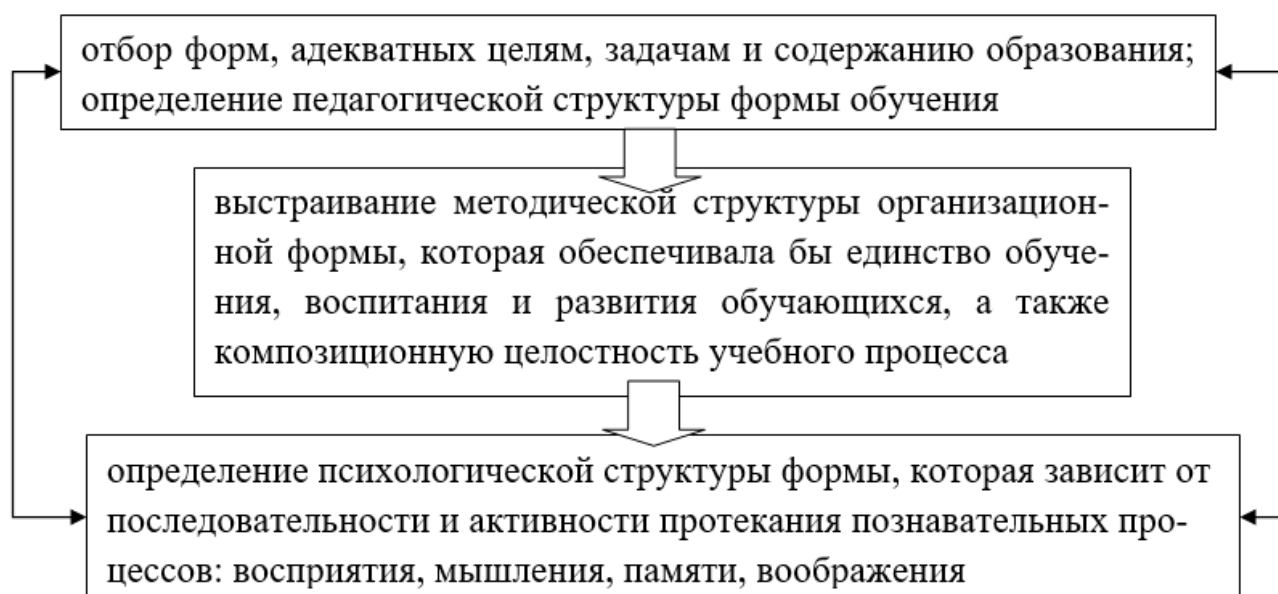 отбор форм, адекватных целям, задачам и содержанию образования;
определение педагогической структуры формы обучения
выстраивание методической структуры организацион-
ной формы, которая обеспечивала бы единство обуче-
ния, воспитания и развития обучающихся, а также
композиционную целостность учебного процесса
определение психологической структуры формы, которая зависит от
последовательности и активности протекания познавательных про-
цессов: восприятия, мышления, памяти, воображения